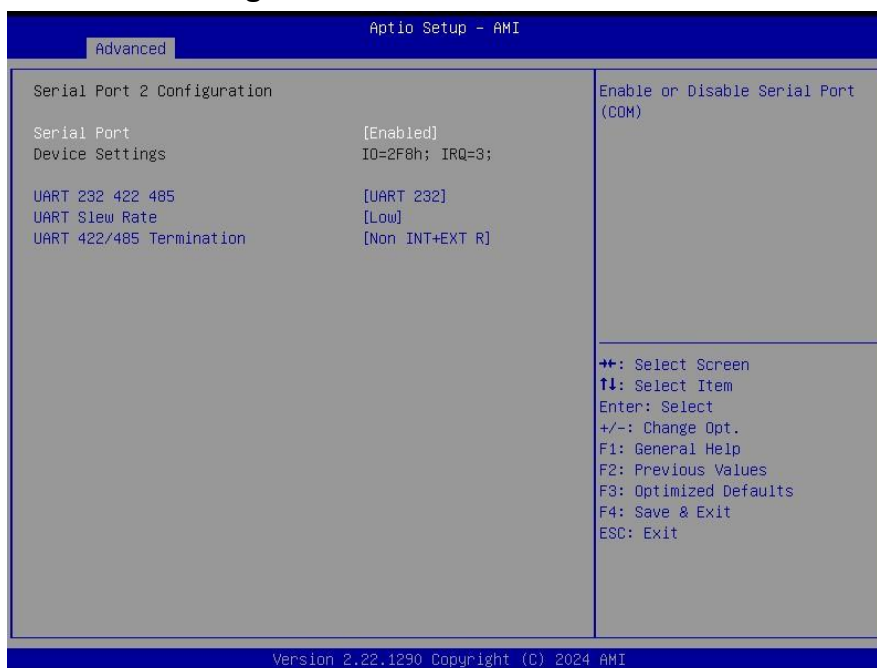 Aptio Setup - AMI
Advanced
Serial Port 2 Configuration
Serial Port [Enabled]
Device Settings IO=2F8h; IRQ=3;
UART 232 422 485 [UART 232]
UART Slew Rate [Low]
UART 422/485 Termination [Non INT+EXT R]
Enable or Disable Serial Port
(COM)
→←: Select Screen
↑↓: Select Item
Enter: Select
+/-: Change Opt.
F1: General Help
F2: Previous Values
F3: Optimized Defaults
F4: Save & Exit
ESC: Exit
Version 2.22.1290 Copyright (C) 2024 AMI